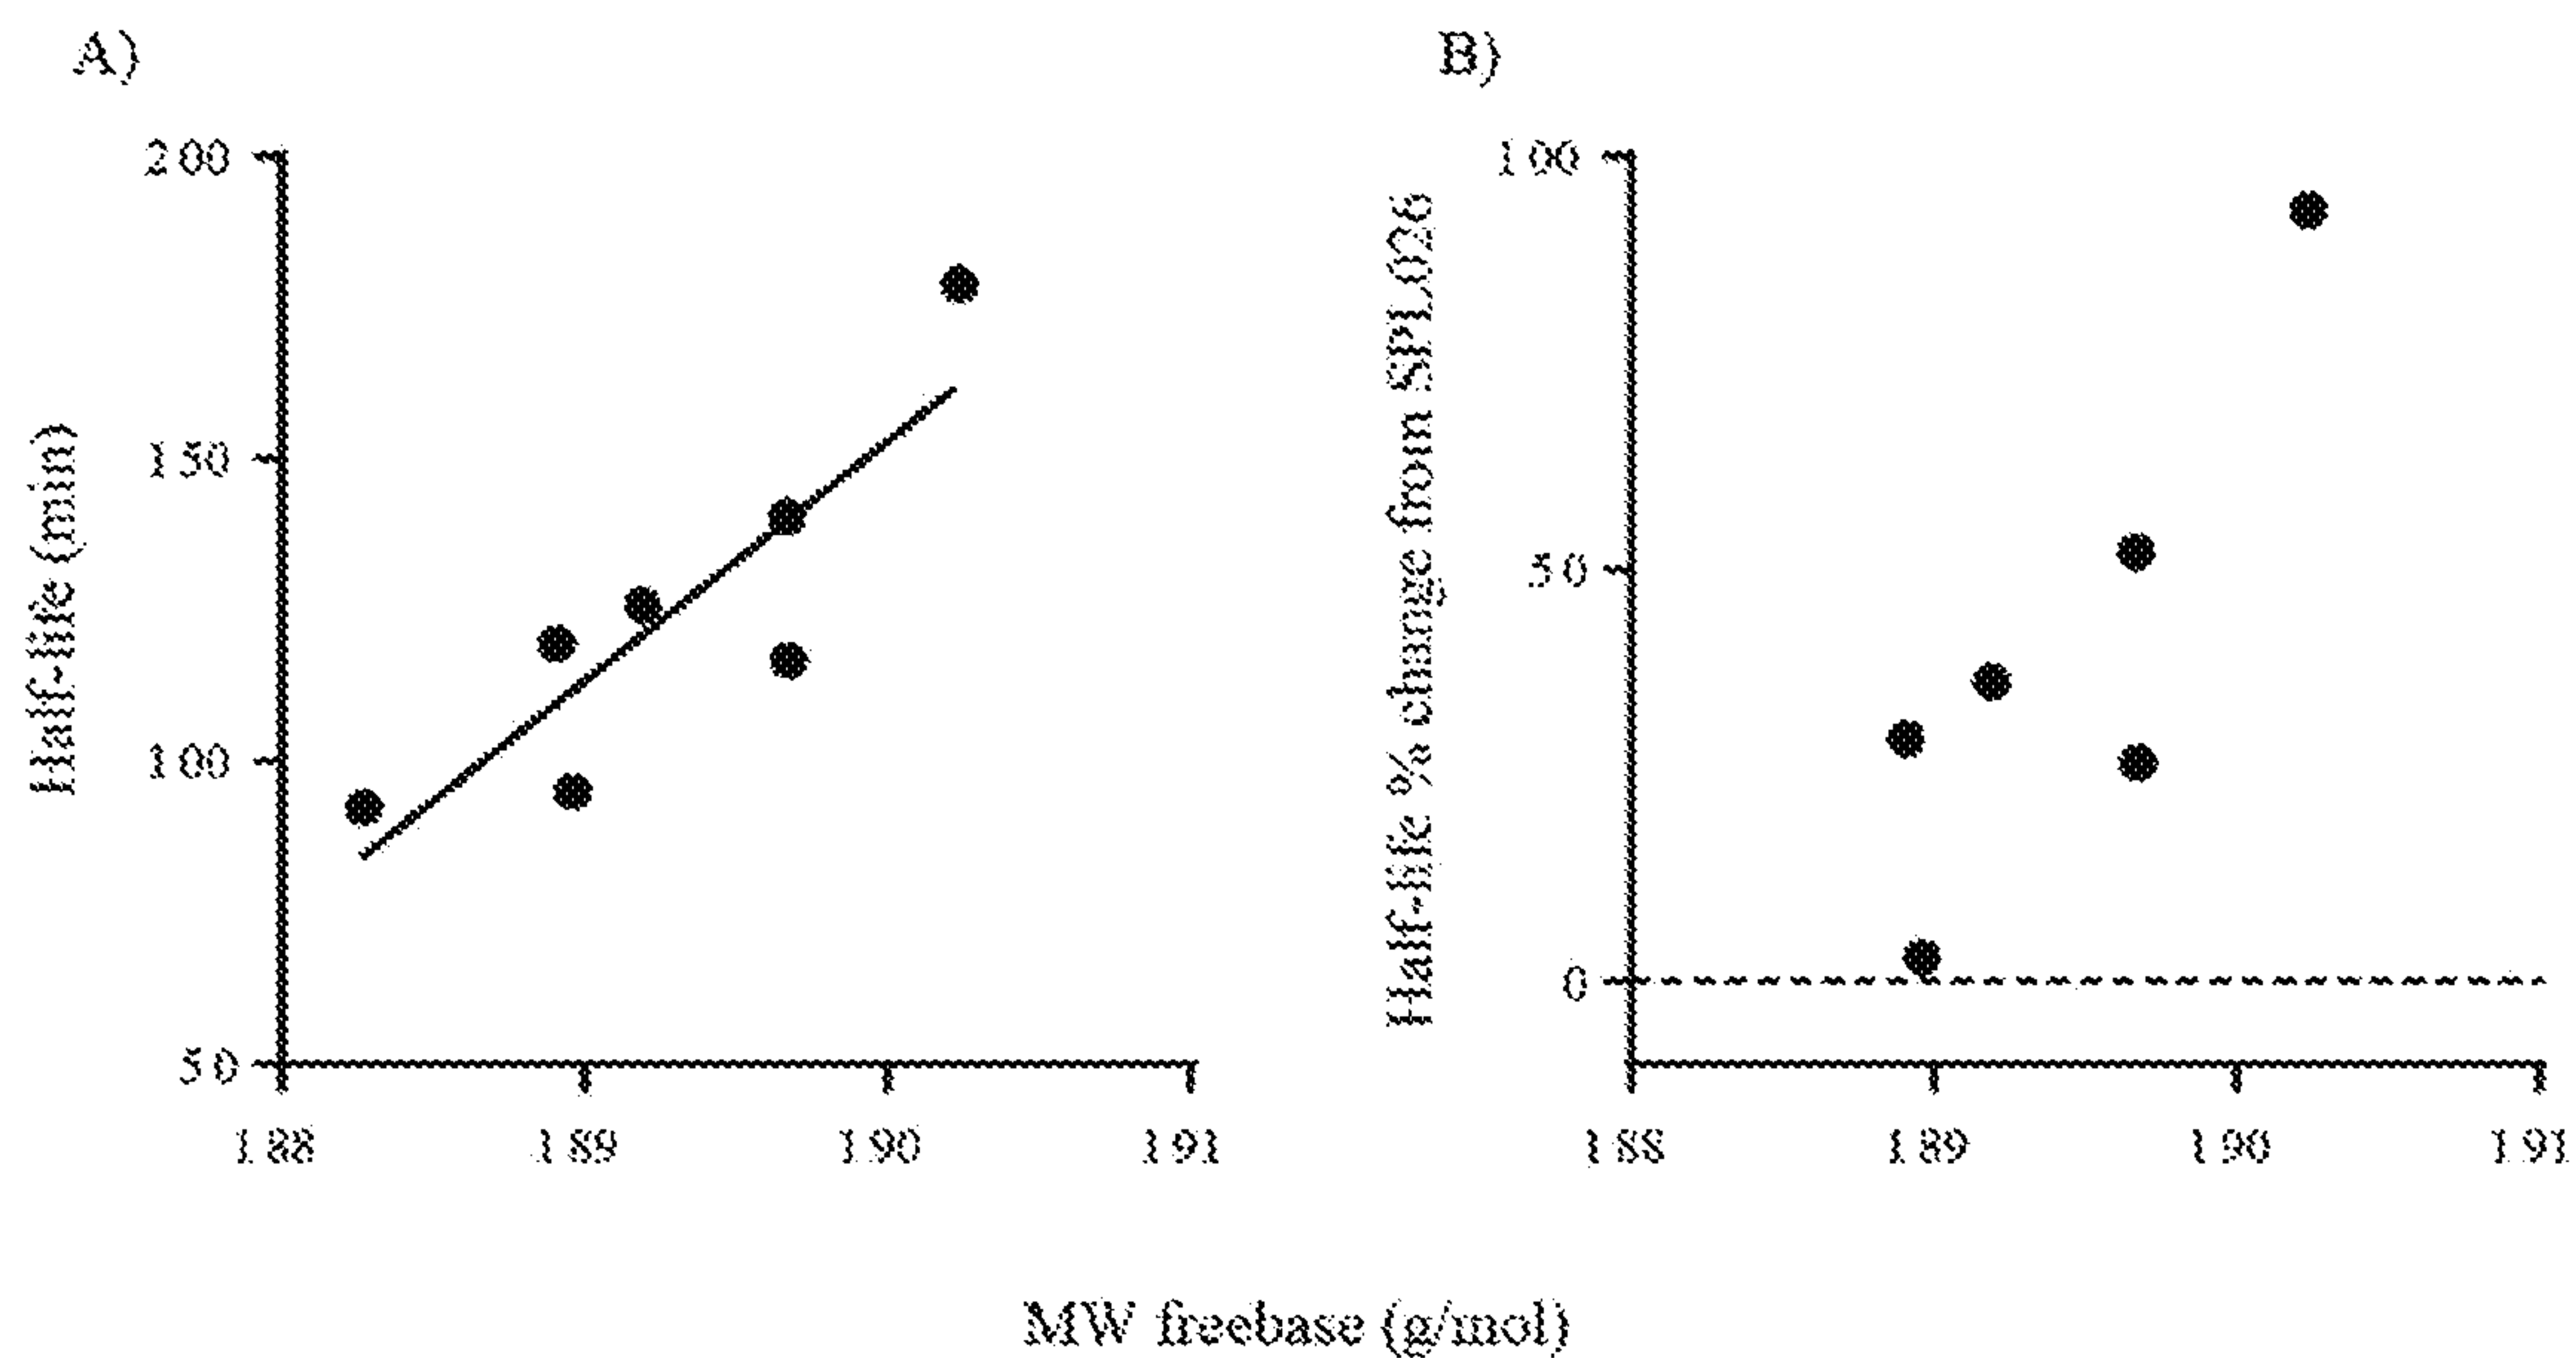 A)
200
150
100
50
Half-life (min)
188 189 190 191
B)
100
50
0
Half-life % change from SPL026
188 189 190 191
MW freebase (g/mol)